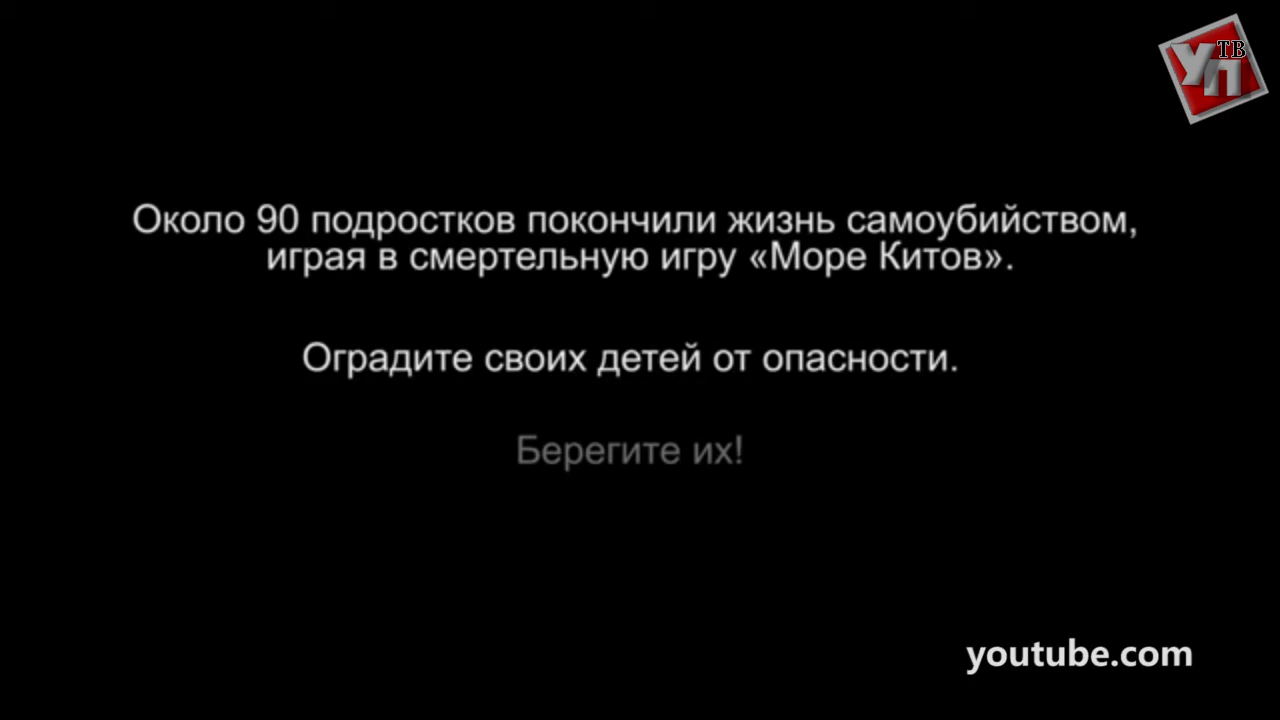 УП ТВ
Около 90 подростков покончили жизнь самоубийством,
играя в смертельную игру «Море Китов».
Оградите своих детей от опасности.
Берегите их!
youtube.com